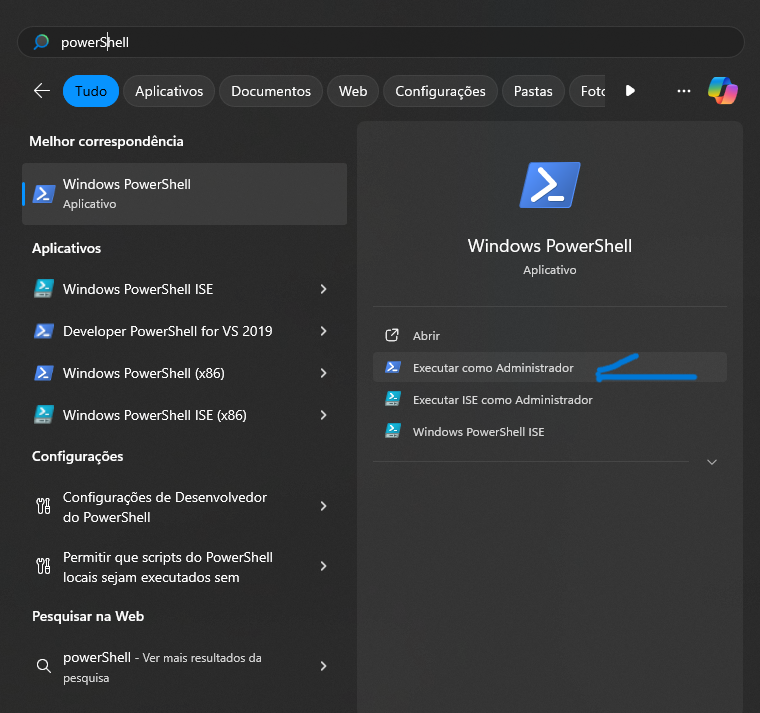 powerShell
Tudo
Aplicativos
Documentos
Web
Configurações
Pastas
Foto
Melhor correspondência
Windows PowerShell
Aplicativo
Aplicativos
Windows PowerShell ISE
Developer PowerShell for VS 2019
Windows PowerShell (x86)
Windows PowerShell ISE (x86)
Configurações
Configurações de Desenvolvedor
do PowerShell
Permitir que scripts do PowerShell
locais sejam executados sem
Pesquisar na Web
powerShell - Ver mais resultados da
pesquisa
Windows PowerShell
Aplicativo
Abrir
Executar como Administrador
Executar ISE como Administrador
Windows PowerShell ISE